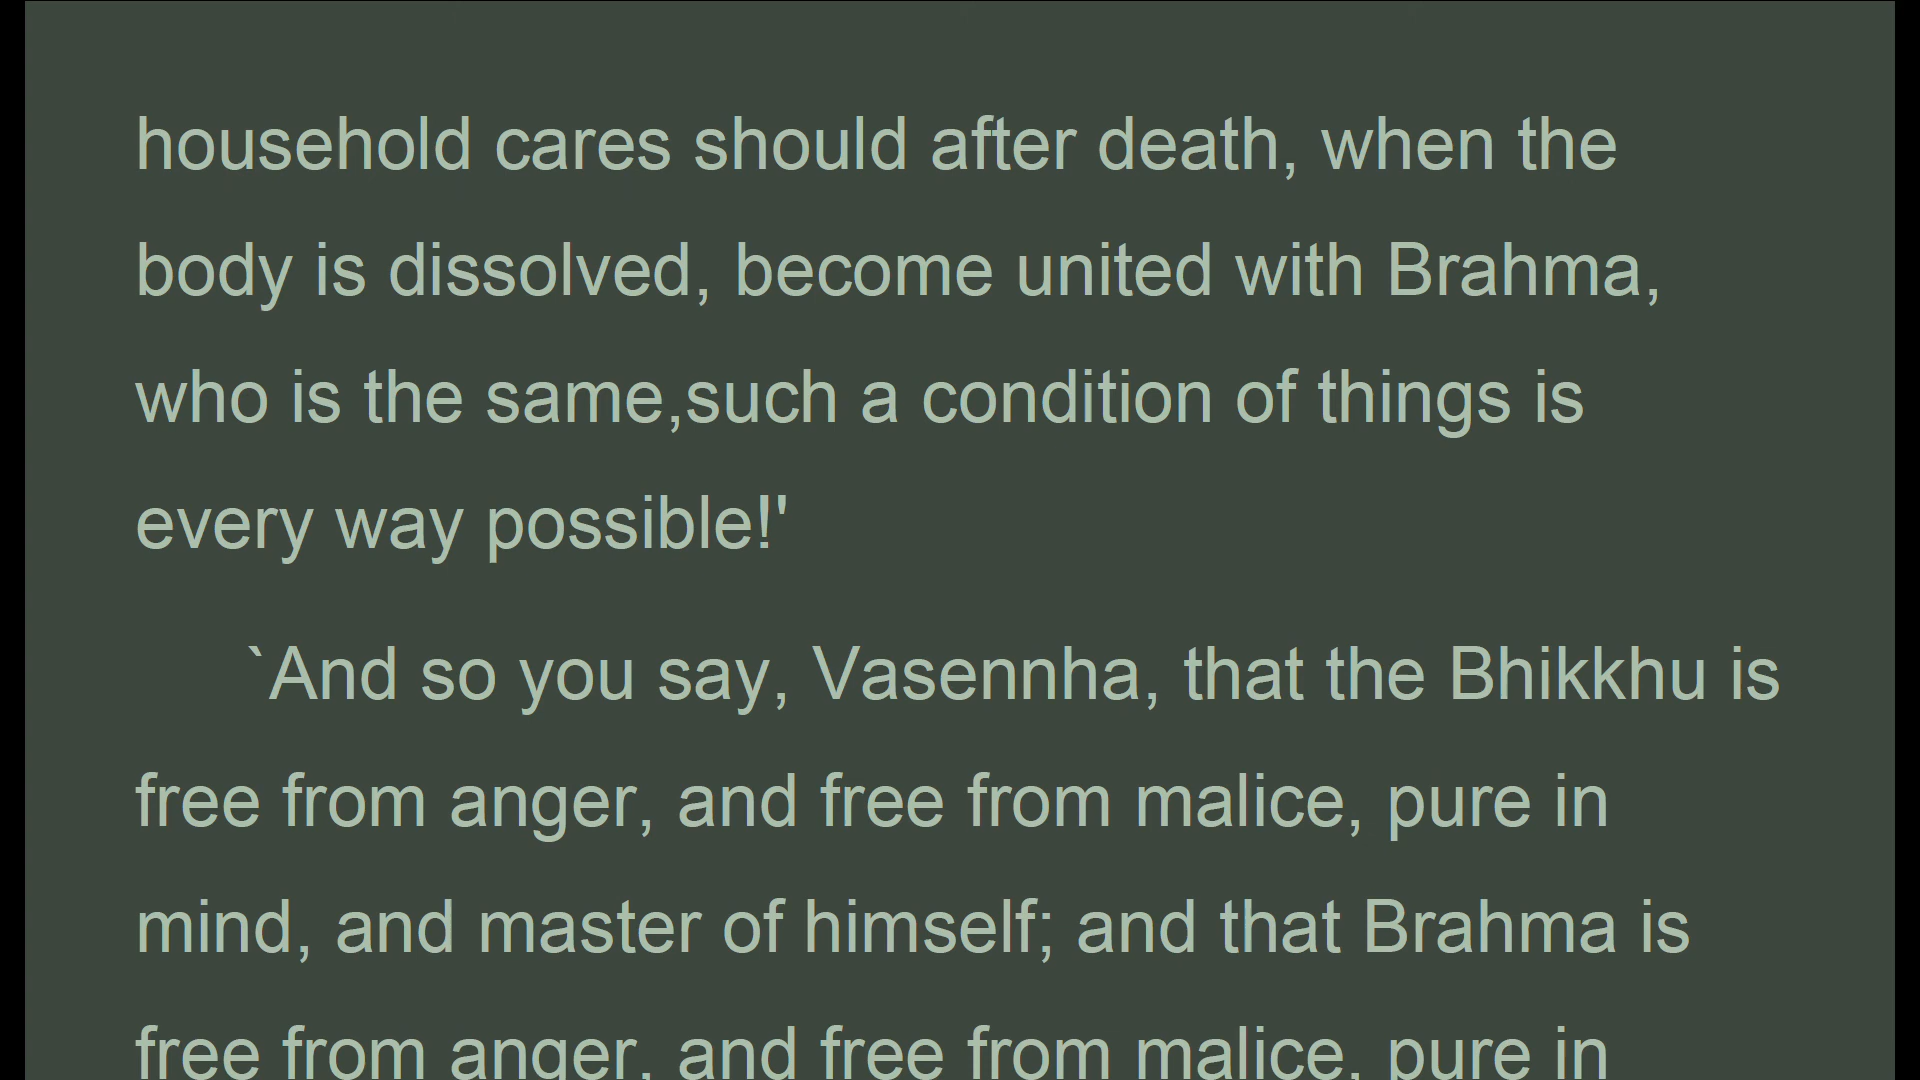 household cares should after death, when the
body is dissolved, become united with Brahma,
who is the same,such a condition of things is
every way possible!'
`And so you say, Vasennha, that the Bhikkhu is
free from anger, and free from malice, pure in
mind, and master of himself; and that Brahma is
free from anger, and free from malice, pure in